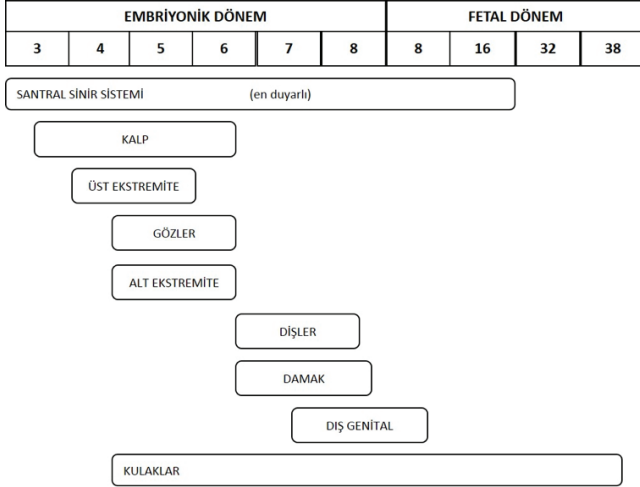 EMBRİYONİK DÖNEM FETAL DÖNEM
3 4 5 6 7 8 8 16 32 38
SANTRAL SİNİR SİSTEMİ (en duyarlı)
KALP
ÜST EKSTREMİTE
GÖZLER
ALT EKSTREMİTE
DİŞLER
DAMAK
DIŞ GENİTAL
KULAKLAR